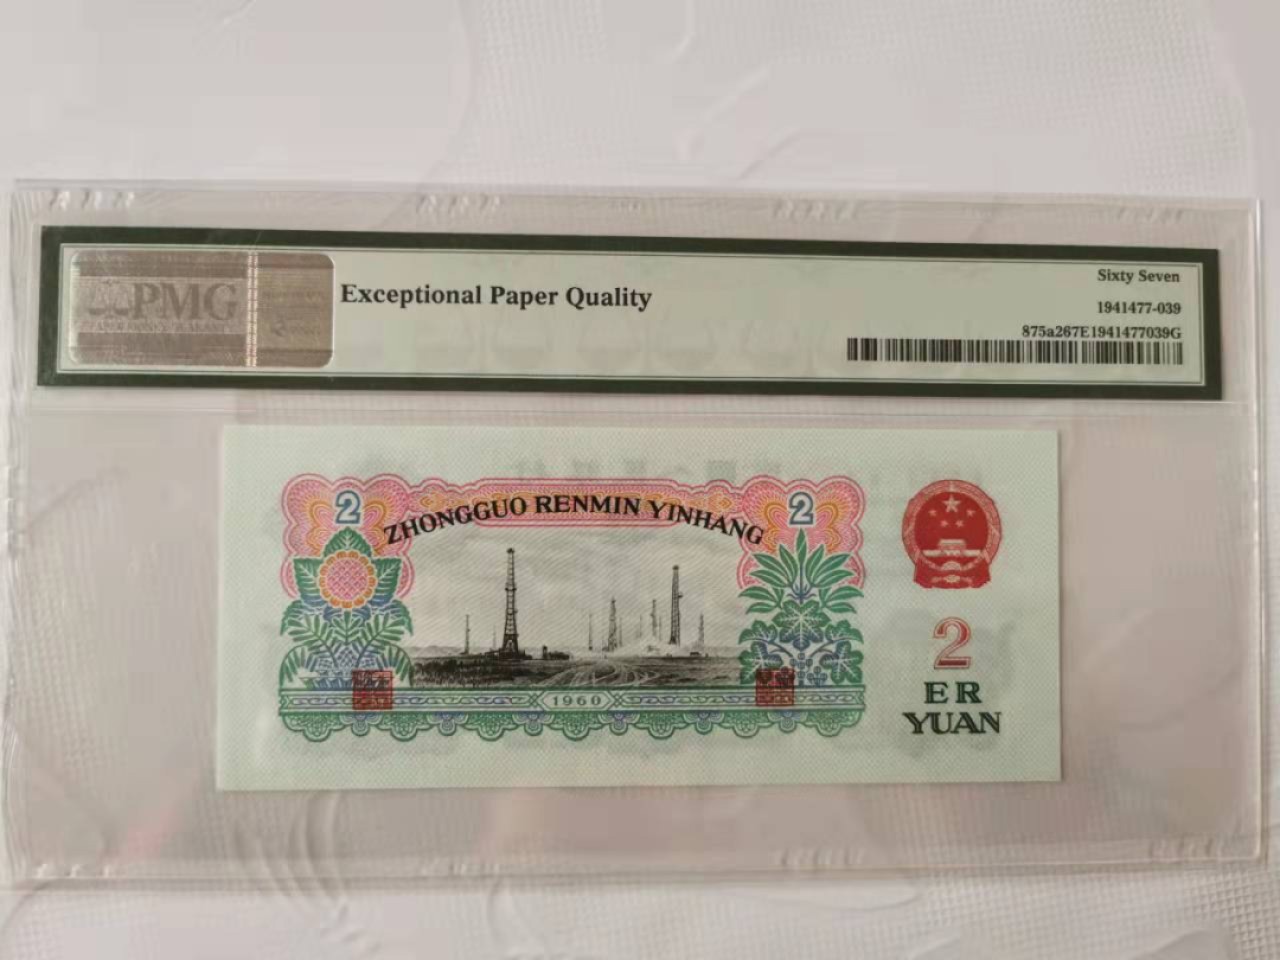 PMG
Exceptional Paper Quality
Sixty Seven
1941477-039
875a267E1941477039G
2
2
ZHONGGUO RENMIN YINHANG
1960
2
ER
YUAN